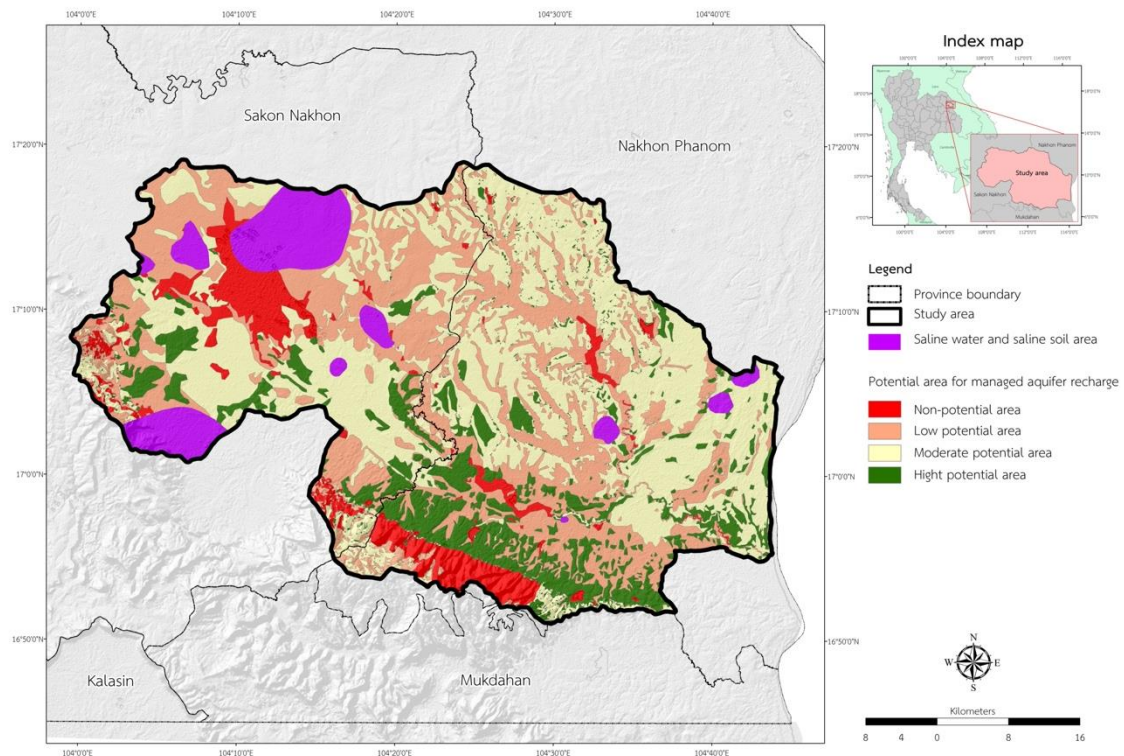 104°0'0"E
104°10'0"E
104°20'0"E
104°30'0"E
104°40'0"E
17°20'0"N
17°10'0"N
17°0'0"N
16°50'0"N
Sakon Nakhon
Nakhon Phanom
Kalasin
Mukdahan
17°20'0"N
17°10'0"N
17°0'0"N
16°50'0"N
104°0'0"E
104°10'0"E
104°20'0"E
104°30'0"E
104°40'0"E
Index map
Nakhon Phanom
Study area
Sakon Nakhon
Mukdahan
Legend
Province boundary
Study area
Saline water and saline soil area
Potential area for managed aquifer recharge
Non-potential area
Low potential area
Moderate potential area
Hight potential area
N
W E
S
Kilometers
8 4 0 8 16